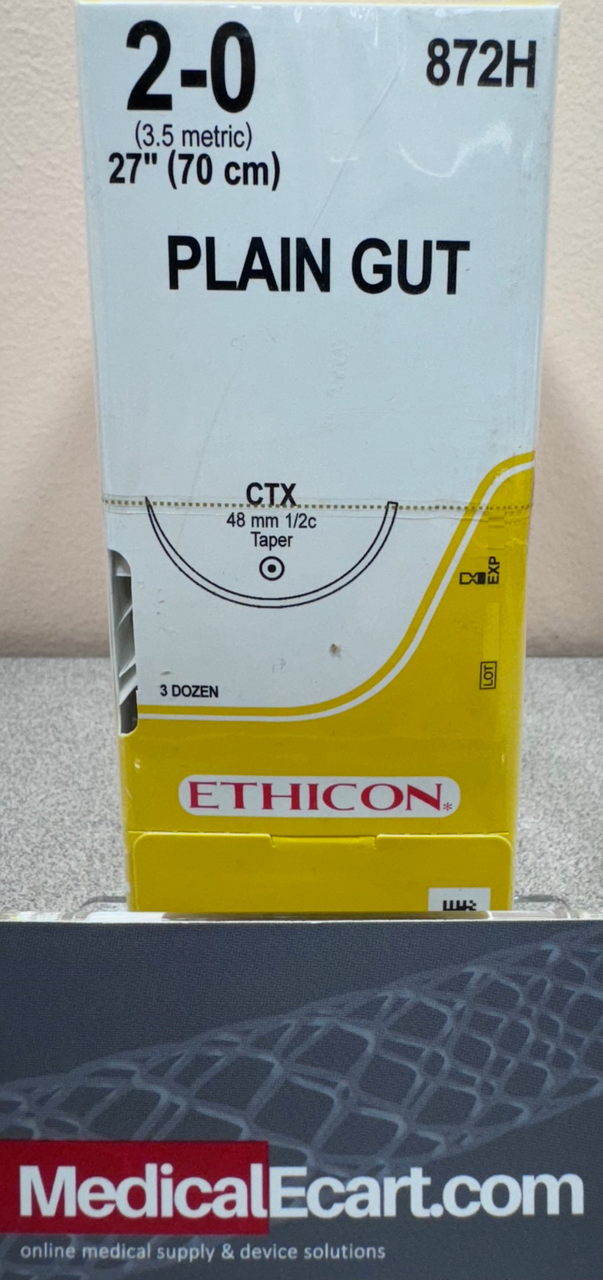 2-0
872H
(3.5 metric)
27" (70 cm)
PLAIN GUT
CTX
48 mm 1/2c
Taper
EXP
LOT
3 DOZEN
ETHICON*
MedicalEcart.com
online medical supply & device solutions